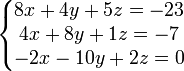 8x + 4y + 5z = −23
4x + 8y + 1z = −7
−2x − 10y + 2z = 0